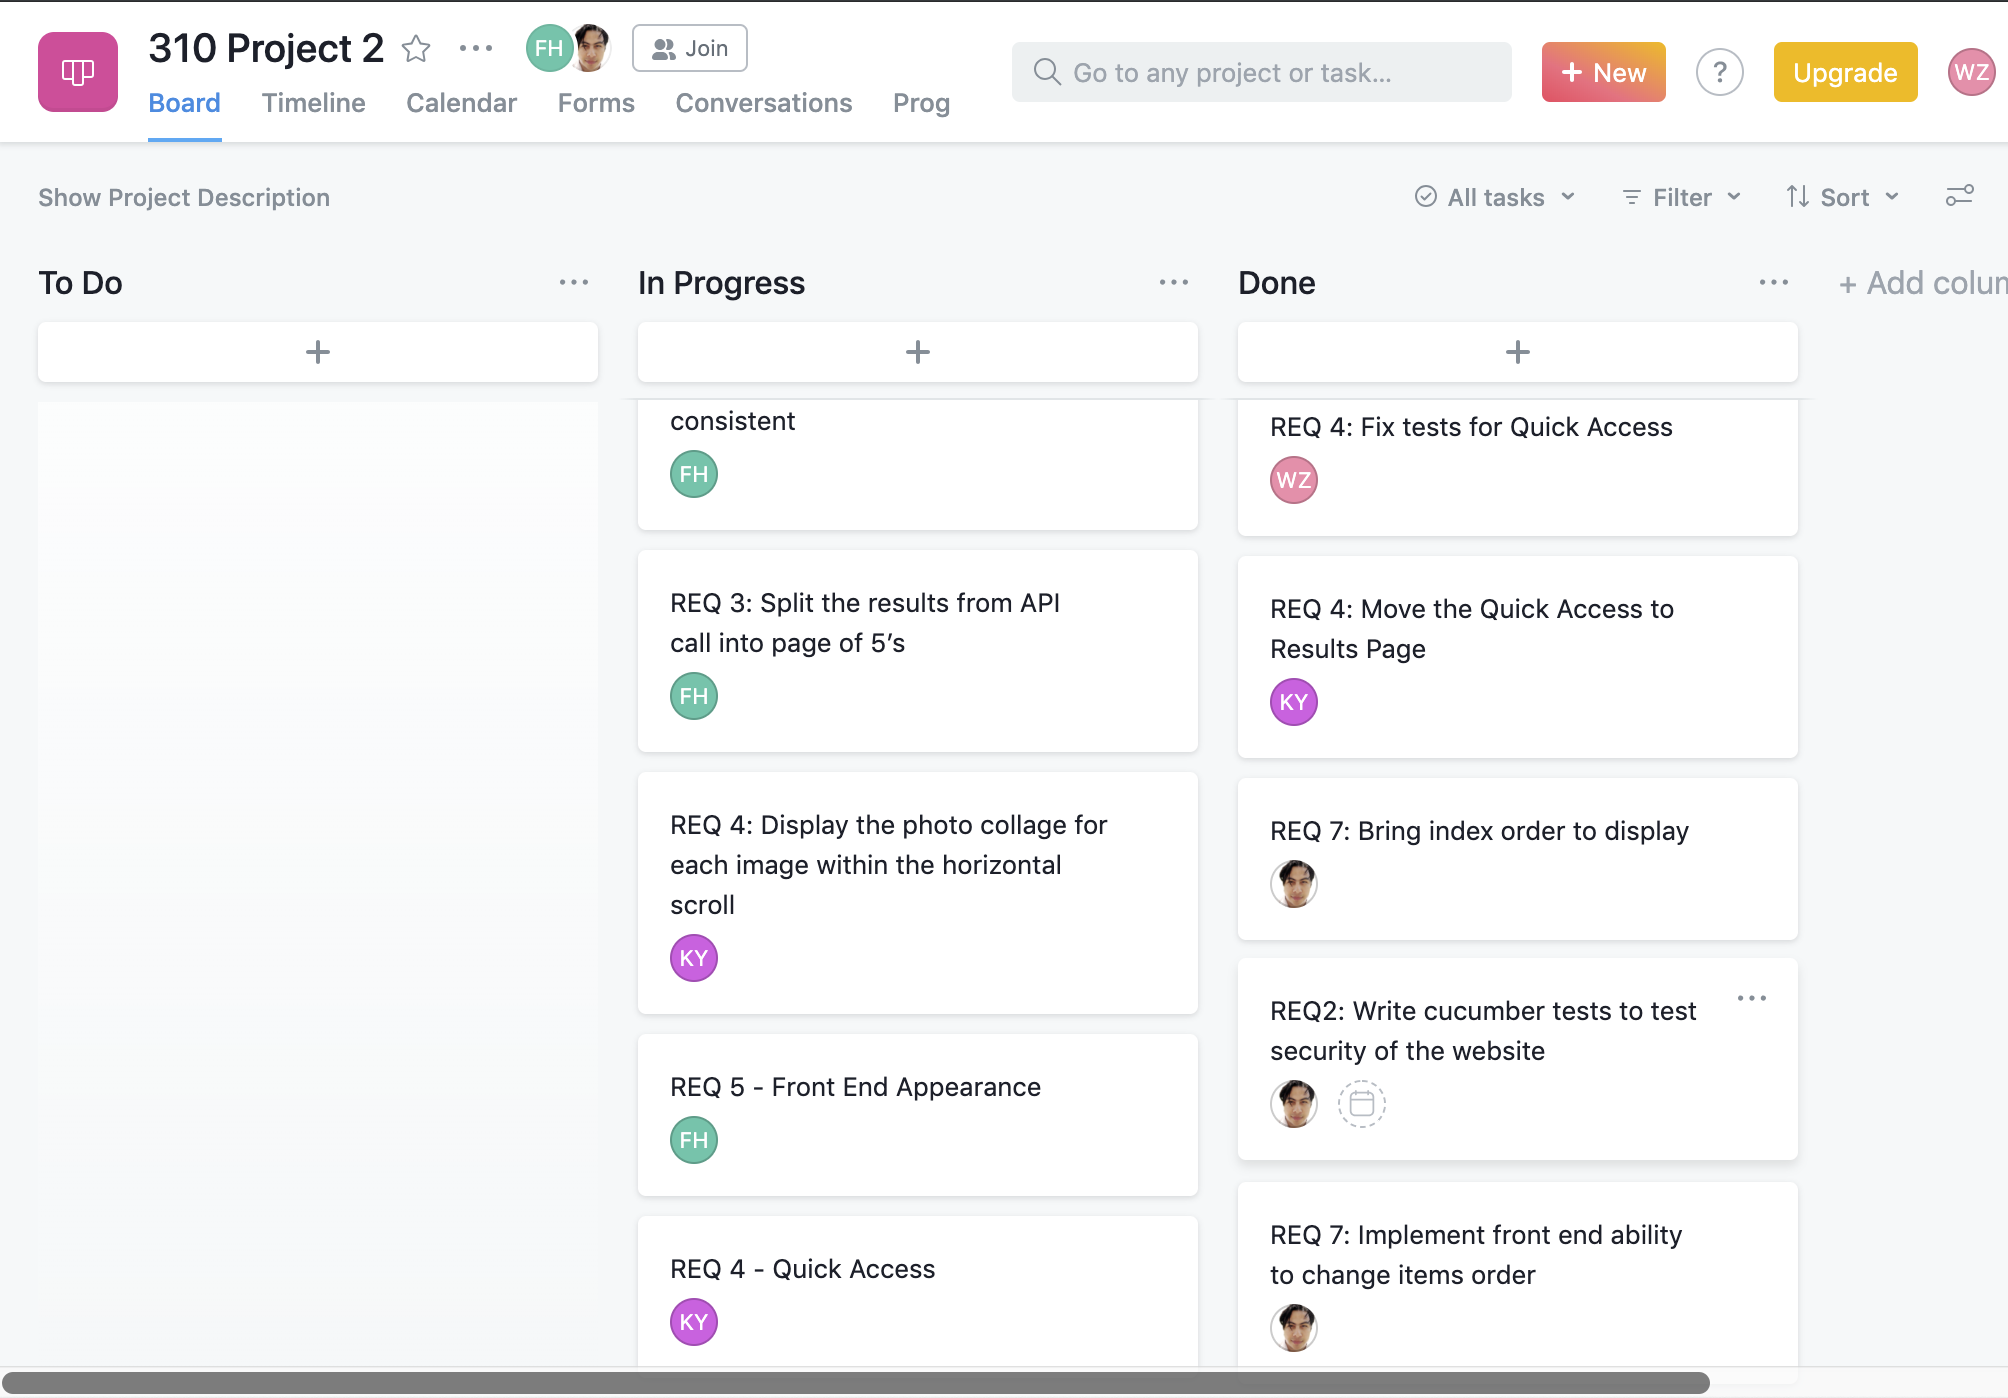 310 Project 2
FH
Join
Go to any project or task...
+ New
?
Upgrade
WZ
Board
Timeline
Calendar
Forms
Conversations
Prog
Show Project Description
All tasks
Filter
Sort
To Do
In Progress
consistent
FH
REQ 3: Split the results from API
call into page of 5’s
FH
REQ 4: Display the photo collage for
each image within the horizontal
scroll
KY
REQ 5 - Front End Appearance
FH
REQ 4 - Quick Access
KY
Done
REQ 4: Fix tests for Quick Access
WZ
REQ 4: Move the Quick Access to
Results Page
KY
REQ 7: Bring index order to display
REQ2: Write cucumber tests to test
security of the website
REQ 7: Implement front end ability
to change items order
+ Add colum